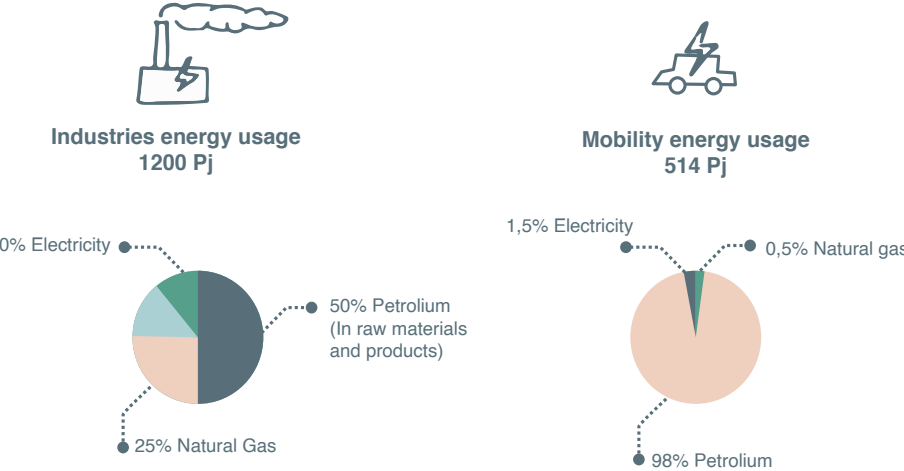 Industries energy usage
1200 Pj
Mobility energy usage
514 Pj
0% Electricity
50% Petrolium
(In raw materials
and products)
25% Natural Gas
1,5% Electricity
0,5% Natural gas
98% Petrolium